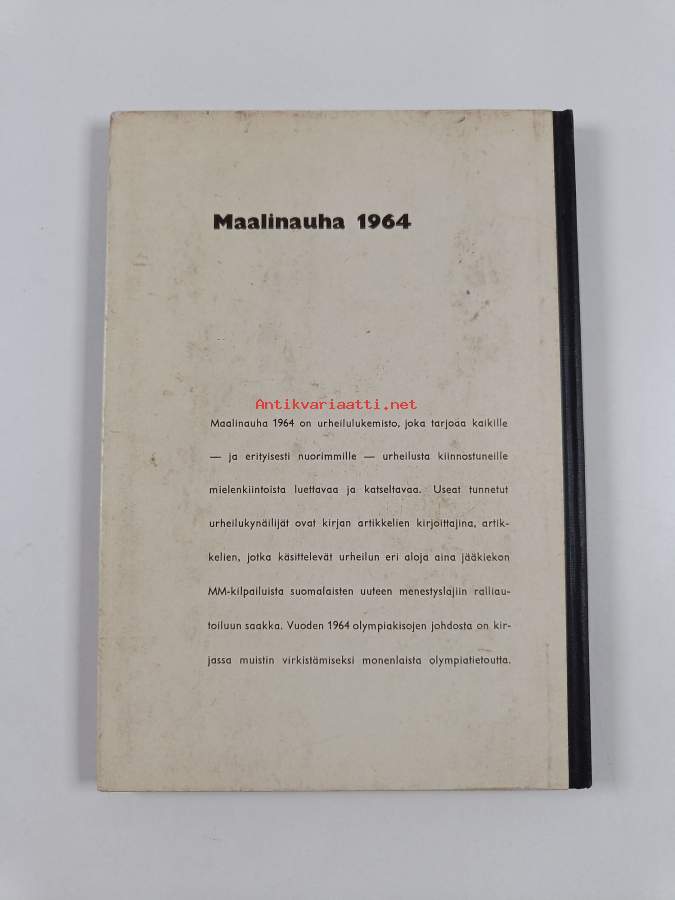 Maalinauha 1964
Antikvariaatti.net
Maalinauha 1964 on urheilulukemisto, joka tarjoaa kaikille
— ja erityisesti nuorimmille — urheilusta kiinnostuneille
mielenkiintoista luettavaa ja katseltavaa. Useat tunnetut
urheilukynäilijät ovat kirjan artikkelien kirjoittajina, artik-
kelien, jotka käsittelevät urheilun eri aloja aina jääkiekon
MM-kilpailuista suomalaisten uuteen menestyslajiin ralliau-
toiluun saakka. Vuoden 1964 olympiakisojen johdosta on kir-
jassa muistin virkistämiseksi monenlaista olympiatietoutta.